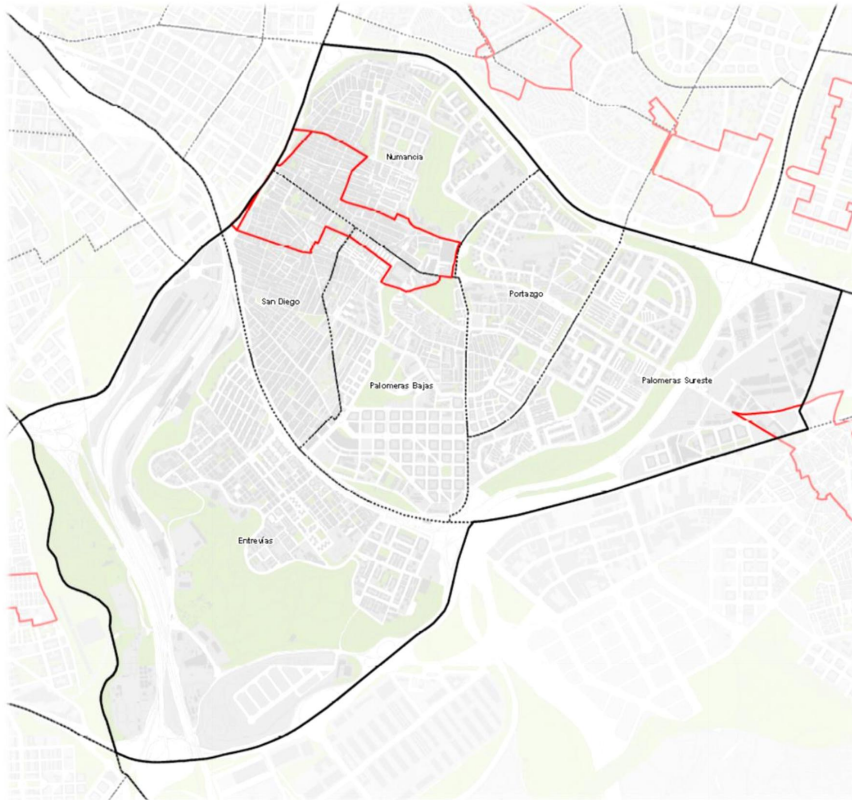 Numancia
San Diego
Portazgo
Palomeras Bajas
Palomeras Sureste
Entrevías